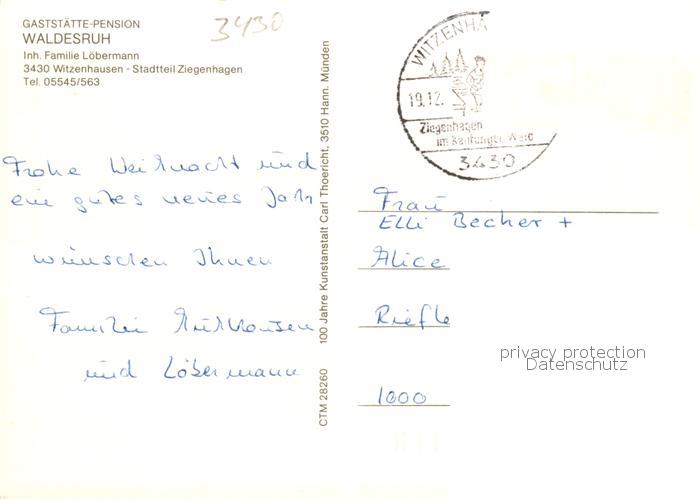 GASTSTÄTTE-PENSION
WALDESRUH
Inh. Familie Löbermann
3430 Witzenhausen - Stadtteil Ziegenhagen
Tel. 05545/563
3430
Frohe Weihnacht und
ein gutes neues Jahr
wünschen Ihnen
Familie
und Löbermann
CTM 28260 100 Jahre Kunstanstalt Carl Thoericht, 3510 Hann. Münden
WITZENHA
19.12.
Ziegenhagen
im Kaufunger Wald
3430
Frau
Elli Becher +
Alice
Riefle
1000
privacy protection
Datenschutz